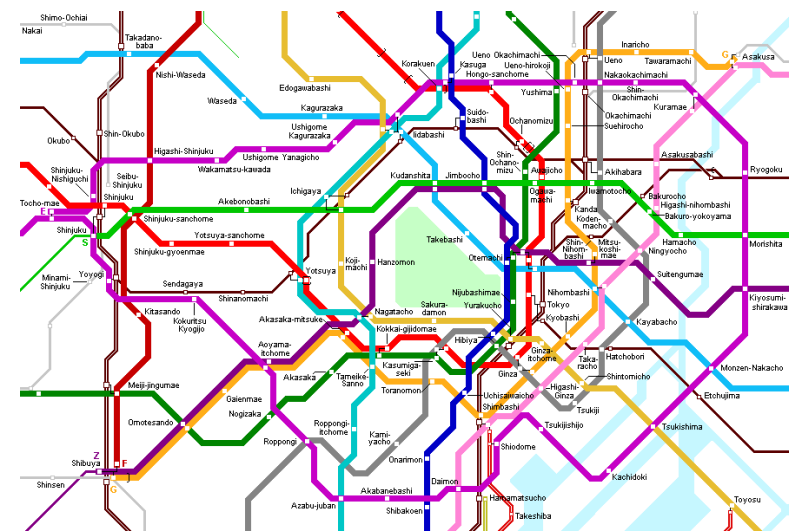 Shimo-Ochiai
Nakai
Takadano-
baba
Nishi-Waseda
Waseda
Okubo
Shin-Okubo
Higashi-Shinjuku
Wakamatsu-kawada
Ushigome Yanagicho
Ushigome
Kagurazaka
Kagurazaka
Edogawabashi
Iidabashi
Korakuen
Kasuga
Hongo-sanchome
Suido-
bashi
Ueno Okachimachi
Ueno-hirokoji
Yushima
Ochanomizu
Shin-
Ochano-
mizu
Inaricho
Tawaramachi
G
Asakusa
Ueno
Nakaokachimachi
Shin-
Okachimachi
Kuramae
Okachimachi
Suehirocho
Asakusabashi
Ryogoku
Akihabara
Iwamotocho
Awajicho
Ogawa-
machi
Kudanshita
Jimbocho
Ichigaya
Shinjuku-
Nishiguchi
Seibu-
Shinjuku
Shinjuku
Tocho-mae
E
Shinjuku
S
Shinjuku-sanchome
Akebonobashi
Yotsuya-sanchome
Shinjuku-gyoenmae
Minami-
Shinjuku
Yoyogi
Sendagaya
Shinanomachi
Yotsuya
Koji-
machi
Hanzomon
Takebashi
Otemachi
Kanda
Koden-
macho
Shin-
Nihom-
bashi
Mitsu-
koshi-
mae
Bakurocho
Higashi-nihombashi
Bakuro-yokoyama
Hamacho
Ningyocho
Morishita
Suitengumae
Kiyosumi-
shirakawa
Kitasando
Kokuritsu
Kyogijo
Akasaka-mitsuke
Nagatacho
Sakura-
damon
Nijubashimae
Yurakucho
Nihombashi
Tokyo
Kyobashi
Kayabacho
Hibiya
Kokkai-gijidomae
Aoyama-
itchome
Akasaka
Tameike-
Sanno
Kasumiga-
seki
Toranomon
Ginza
Ginza-
itchome
Taka-
racho
Hatchobori
Shintomicho
Higashi-
Ginza
Tsukiji
Monzen-Nakacho
Etchujima
Meiji-jingumae
Omotesando
Gaienmae
Nogizaka
Roppongi
Roppongi-
itchome
Kami-
yacho
Uchisaiwaicho
Shimbashi
Tsukijishijo
Tsukishima
Shiodome
Kachidoki
Z
Shibuya
F
G
Shinsen
Onarimon
Daimon
Akabanebashi
Azabu-juban
Shibakoen
Hamamatsucho
Takeshiba
Toyosu